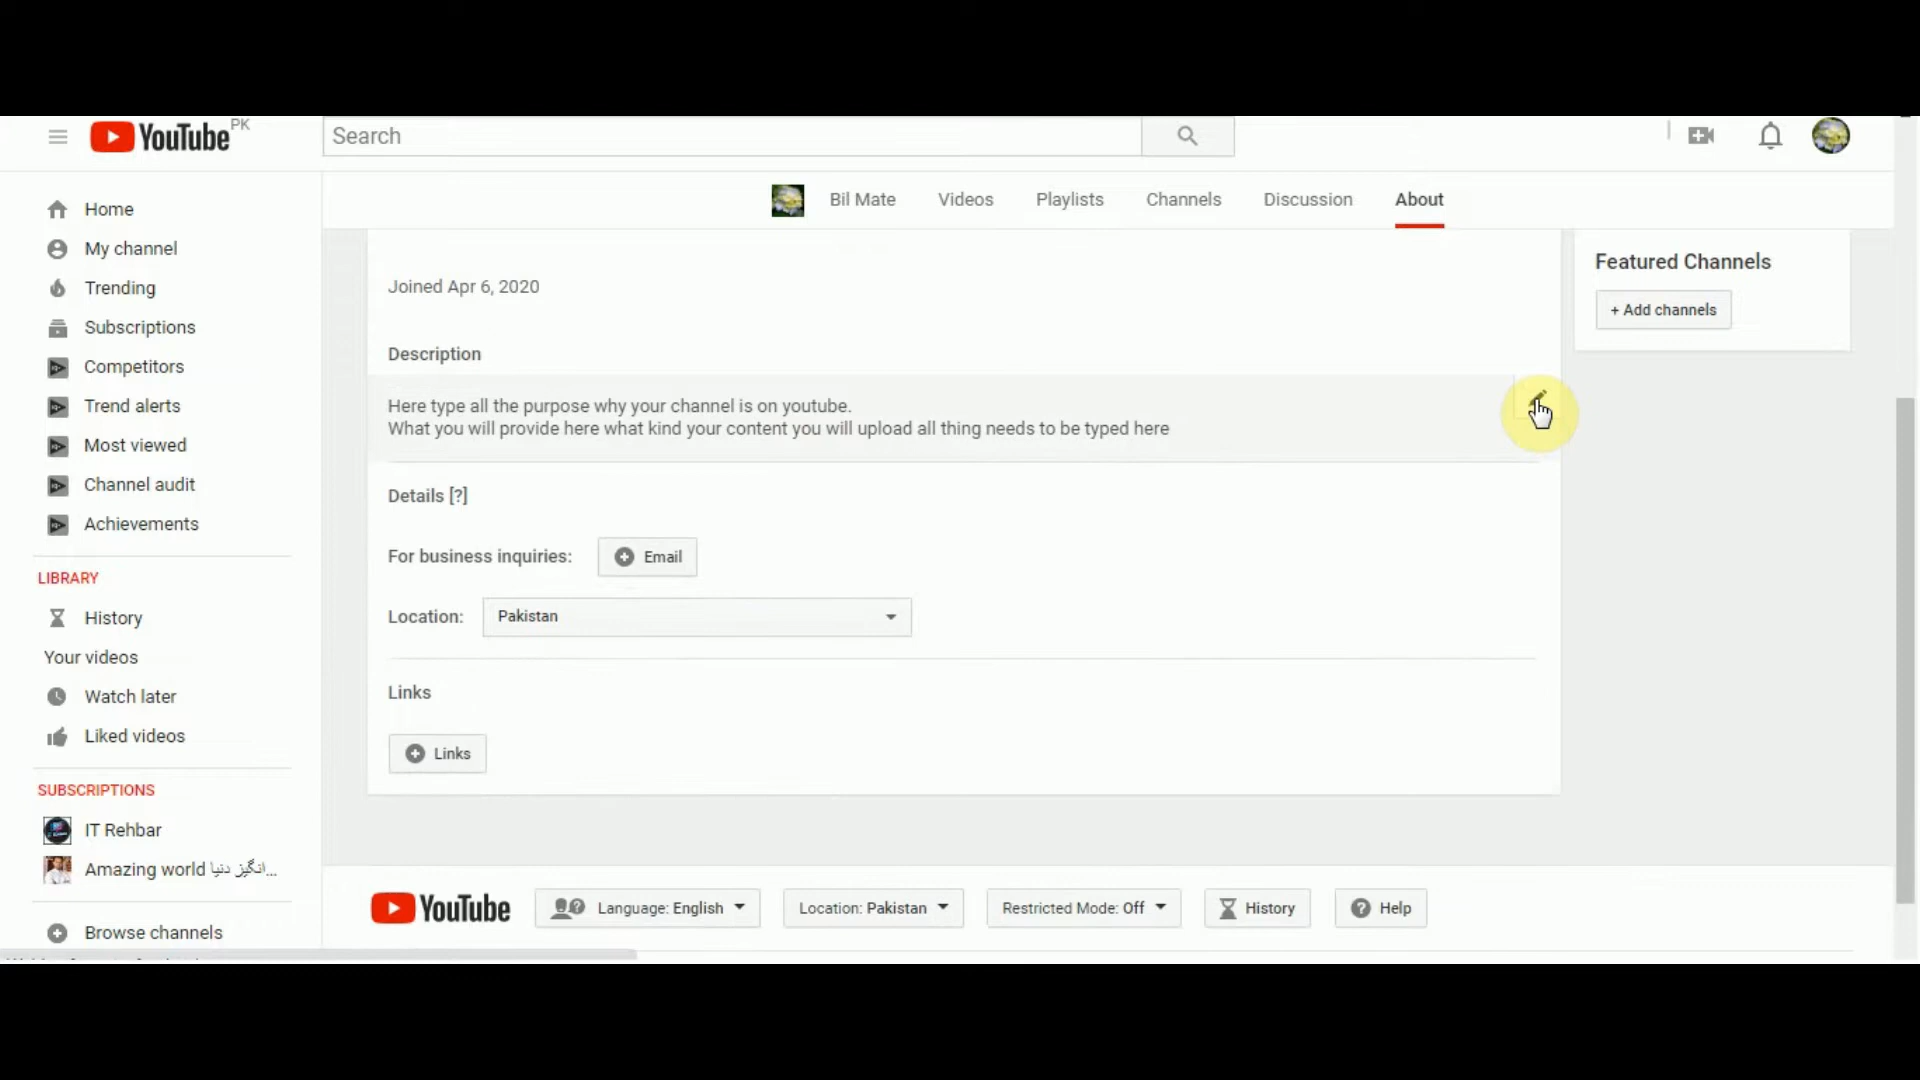 YouTube PK
Search
Bil Mate
Videos
Playlists
Channels
Discussion
About
Home
My channel
Trending
Subscriptions
Competitors
Trend alerts
Most viewed
Channel audit
Achievements
LIBRARY
History
Your videos
Watch later
Liked videos
SUBSCRIPTIONS
IT Rehbar
Amazing world انگیز دنیا...
Browse channels
Joined Apr 6, 2020
Description
Here type all the purpose why your channel is on youtube.
What you will provide here what kind your content you will upload all thing needs to be typed here
Details [?]
For business inquiries:
Email
Location:
Pakistan
Links
Links
Featured Channels
+ Add channels
YouTube
Language: English
Location: Pakistan
Restricted Mode: Off
History
Help